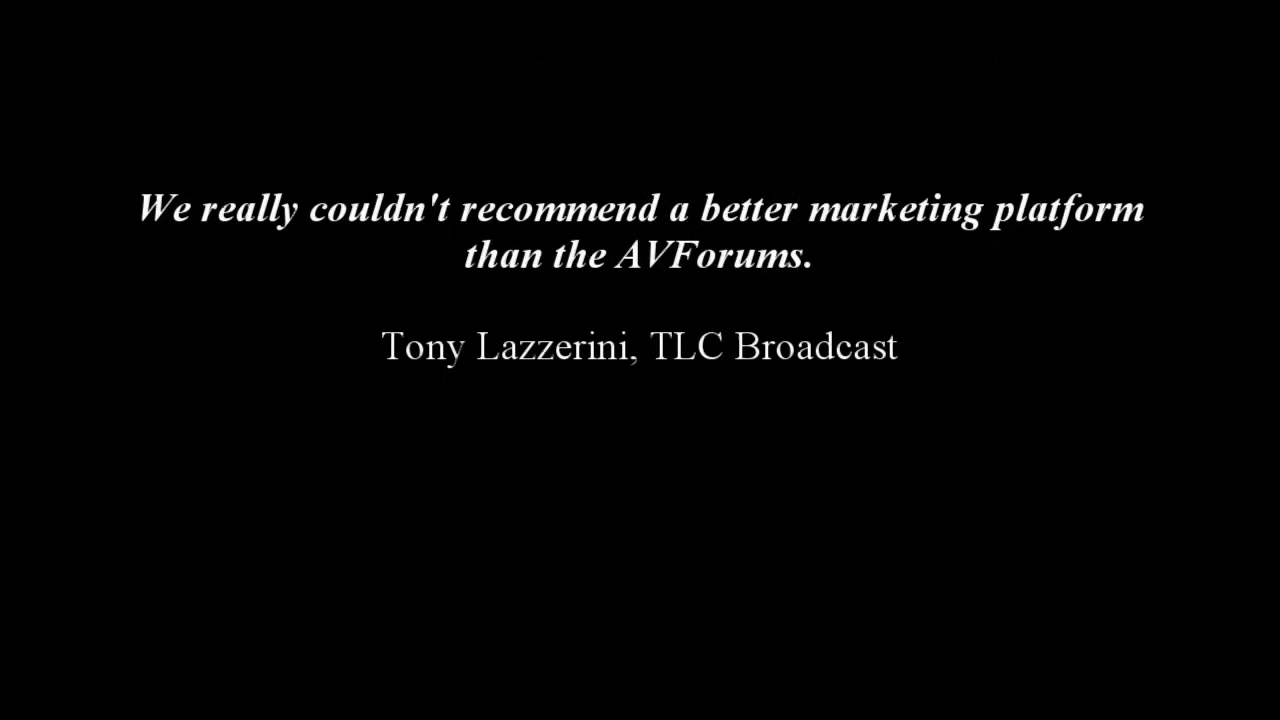 We really couldn't recommend a better marketing platform
than the AVForums.
Tony Lazzerini, TLC Broadcast